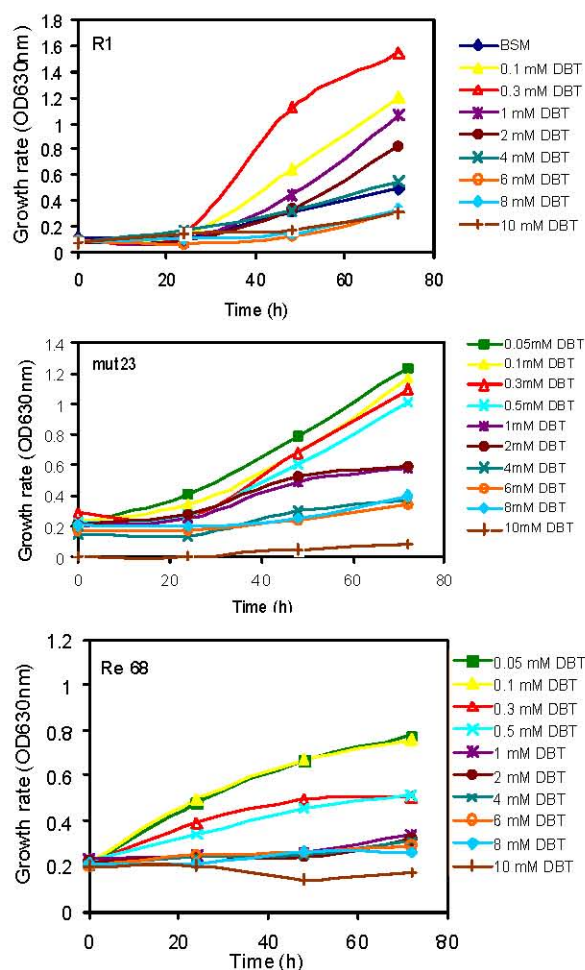 R1
Growth rate (OD630nm)
1.8
1.6
1.4
1.2
1
0.8
0.6
0.4
0.2
0
0 20 40 60 80
Time (h)
BSM
0.1 mM DBT
0.3 mM DBT
1 mM DBT
2 mM DBT
4 mM DBT
6 mM DBT
8 mM DBT
10 mM DBT
mut23
Growth rate (OD630nm)
1.4
1.2
1
0.8
0.6
0.4
0.2
0
0 20 40 60 80
Time (h)
0.05mM DBT
0.1mM DBT
0.3mM DBT
0.5mM DBT
1mM DBT
2mM DBT
4mM DBT
6mM DBT
8mM DBT
10mM DBT
Re 68
Growth rate (OD630nm)
1.2
1
0.8
0.6
0.4
0.2
0
0 20 40 60 80
Time (h)
0.05 mM DBT
0.1 mM DBT
0.3 mM DBT
0.5 mM DBT
1 mM DBT
2 mM DBT
4 mM DBT
6 mM DBT
8 mM DBT
10 mM DBT